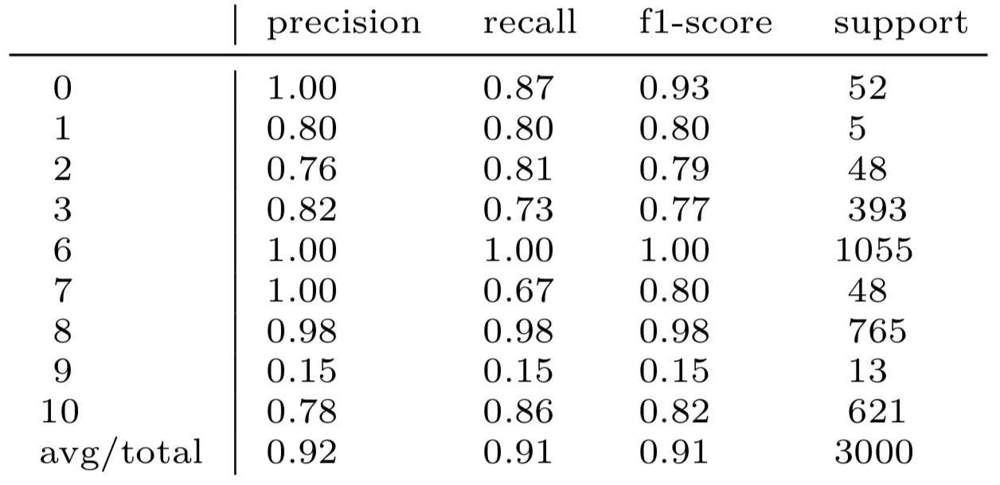 precision recall f1-score support
0 1.00 0.87 0.93 52
1 0.80 0.80 0.80 5
2 0.76 0.81 0.79 48
3 0.82 0.73 0.77 393
6 1.00 1.00 1.00 1055
7 1.00 0.67 0.80 48
8 0.98 0.98 0.98 765
9 0.15 0.15 0.15 13
10 0.78 0.86 0.82 621
avg/total 0.92 0.91 0.91 3000